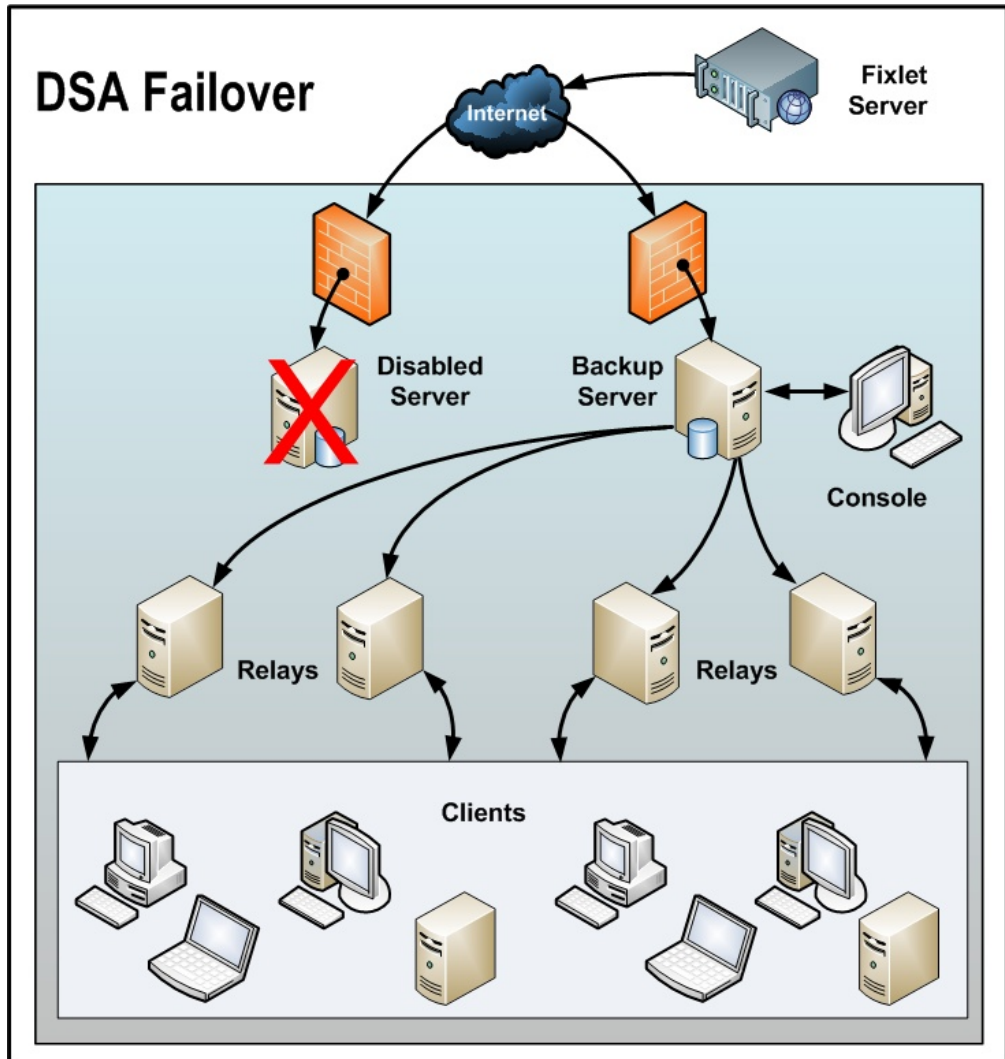 DSA Failover
Internet
Fixlet
Server
Disabled
Server
Backup
Server
Console
Relays
Relays
Clients